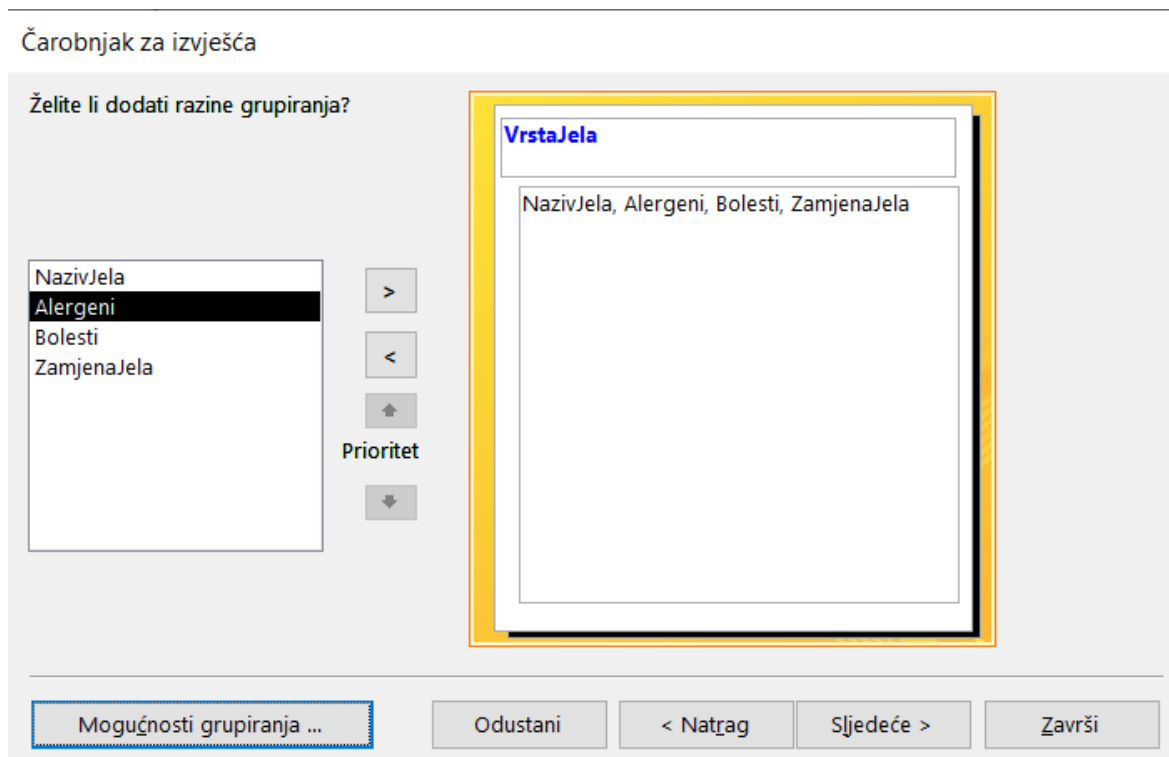 Čarobnjak za izvješća
Želite li dodati razine grupiranja?
NazivJela
Alergeni
Bolesti
ZamjenaJela
>
<
Prioritet
VrstaJela
NazivJela, Alergeni, Bolesti, ZamjenaJela
Mogućnosti grupiranja ...
Odustani
< Natrag
Sljedeće >
Završi